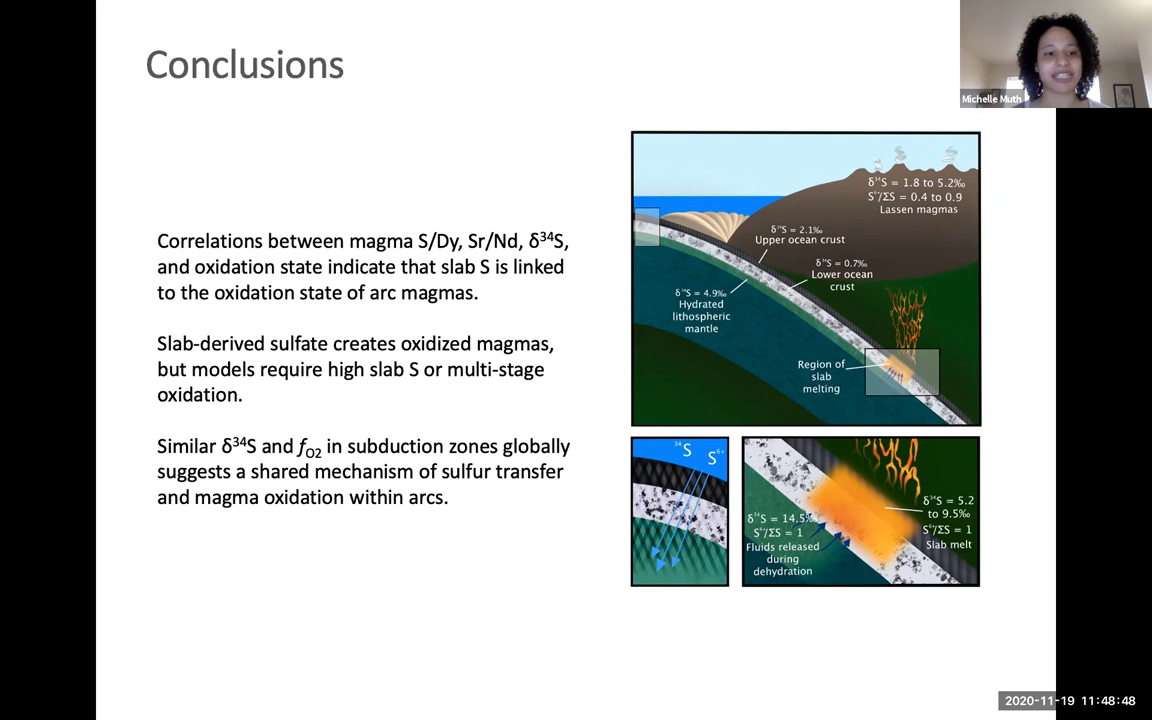 Conclusions
Michelle Muth
Correlations between magma S/Dy, Sr/Nd, δ³⁴S,
and oxidation state indicate that slab S is linked
to the oxidation state of arc magmas.
Slab-derived sulfate creates oxidized magmas,
but models require high slab S or multi-stage
oxidation.
Similar δ³⁴S and fO2 in subduction zones globally
suggests a shared mechanism of sulfur transfer
and magma oxidation within arcs.
δ³⁴S = 1.8 to 5.2‰
S⁶⁺/ΣS = 0.4 to 0.9
Lassen magmas
δ³⁴S = 2.1‰
Upper ocean crust
δ³⁴S = 0.7‰
Lower ocean
crust
δ³⁴S = 4.9‰
Hydrated
lithospheric
mantle
Region of
slab
melting
³⁴S
S⁶⁺
δ³⁴S = 14.5‰
S⁶⁺/ΣS = 1
Fluids released
during
dehydration
δ³⁴S = 5.2
to 9.5‰
S⁶⁺/ΣS = 1
Slab melt
2020-11-19 11:48:48